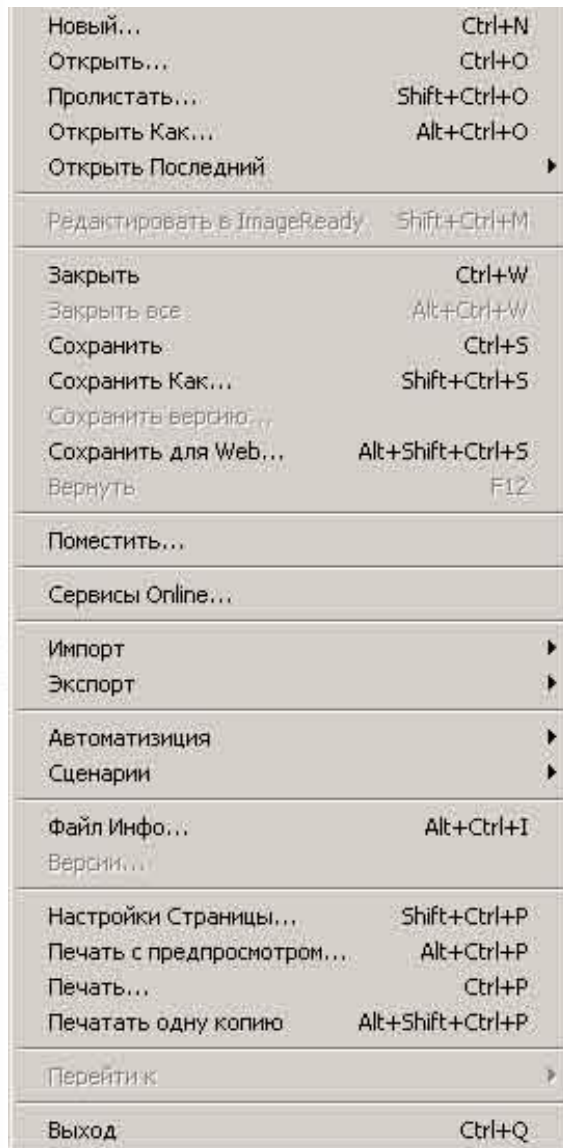 Новый... Ctrl+N
Открыть... Ctrl+O
Пролистать... Shift+Ctrl+O
Открыть Как... Alt+Ctrl+O
Открыть Последний
Редактировать в ImageReady Shift+Ctrl+M
Закрыть Ctrl+W
Закрыть все Alt+Ctrl+W
Сохранить Ctrl+S
Сохранить Как... Shift+Ctrl+S
Сохранить версию...
Сохранить для Web... Alt+Shift+Ctrl+S
Вернуть F12
Поместить...
Сервисы Online...
Импорт
Экспорт
Автоматизиция
Сценарии
Файл Инфо... Alt+Ctrl+I
Версии...
Настройки Страницы... Shift+Ctrl+P
Печать с предпросмотром... Alt+Ctrl+P
Печать... Ctrl+P
Печатать одну копию Alt+Shift+Ctrl+P
Перейти к
Выход Ctrl+Q